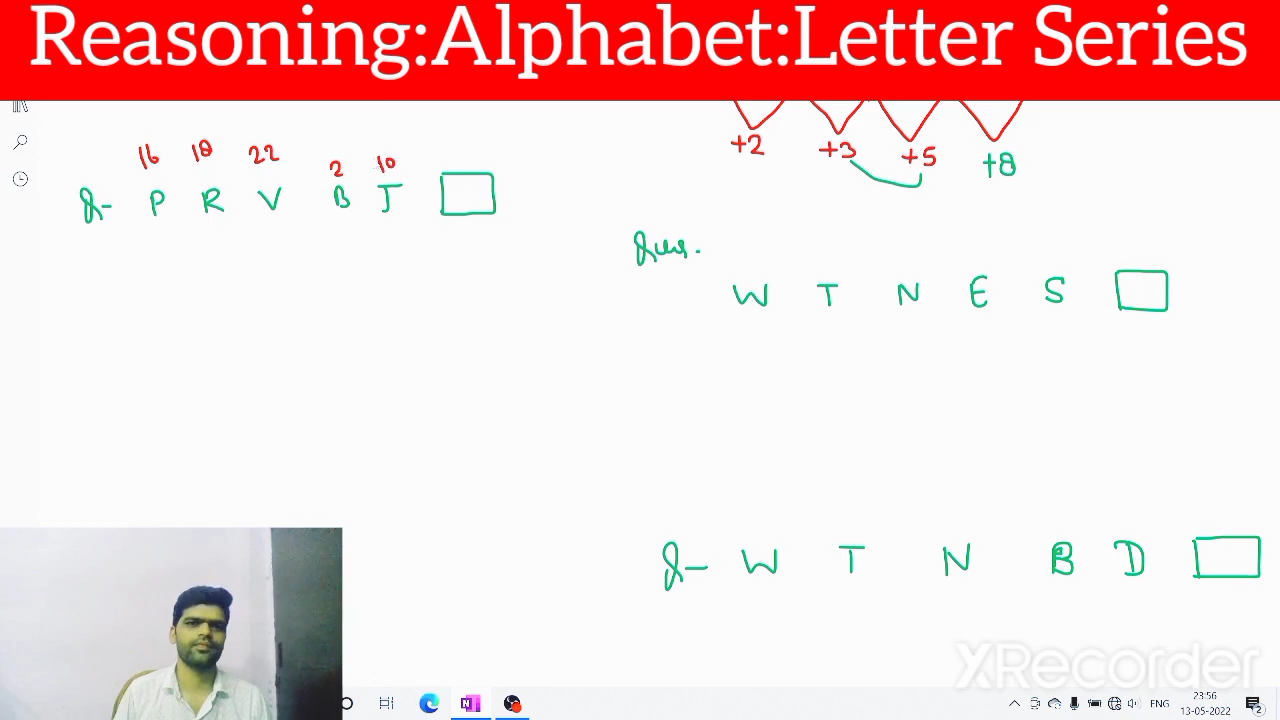 Reasoning:Alphabet:Letter Series
+2 +3 +5 +8
16 18 22 2 10
Q- P R V B J
Ques.
W T N E S
Q- W T N B D
XRecorder
ENG
23:56
13-05-2022
2